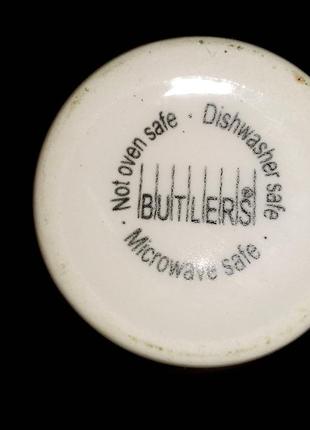 Not oven safe · Dishwasher safe ·
BUTLERS®
Microwave safe ·